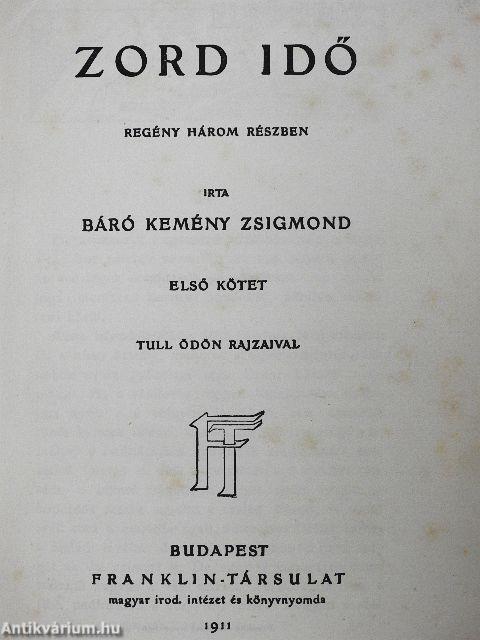 ZORD IDŐ
REGÉNY HÁROM RÉSZBEN
IRTA
BÁRÓ KEMÉNY ZSIGMOND
ELSŐ KÖTET
TULL ÖDÖN RAJZAIVAL
FT
BUDAPEST
FRANKLIN-TÁRSULAT
magyar irod. intézet és könyvnyomda
1911
Antikvárium.hu